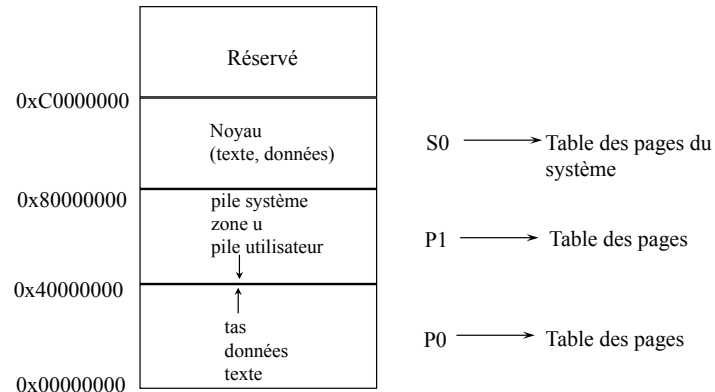 Réservé
0xC0000000
Noyau
(texte, données)
S0
Table des pages du
système
0x80000000
pile système
zone u
pile utilisateur
P1
Table des pages
0x40000000
tas
données
texte
P0
Table des pages
0x00000000